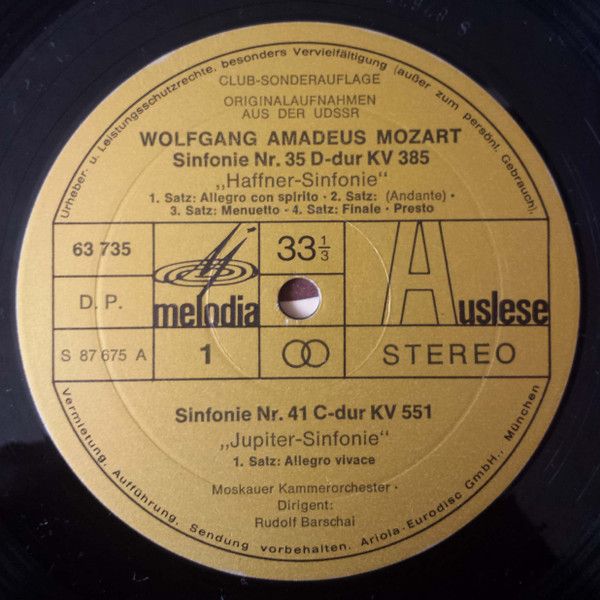 Urheber- u. Leistungsschutzrechte, besonders Vervielfältigung (außer zum persönl. Gebrauch),
CLUB-SONDERAUFLAGE
ORIGINALAUFNAHMEN
AUS DER UDSSR
WOLFGANG AMADEUS MOZART
Sinfonie Nr. 35 D-dur KV 385
„Haffner-Sinfonie“
1. Satz: Allegro con spirito · 2. Satz: (Andante) ·
3. Satz: Menuetto · 4. Satz: Finale · Presto
63 735
33 1/3
Auslese
D. P.
melodia
S 87 675 A
1
STEREO
Sinfonie Nr. 41 C-dur KV 551
„Jupiter-Sinfonie“
1. Satz: Allegro vivace
Moskauer Kammerorchester ·
Dirigent:
Rudolf Barschai
Vermietung, Aufführung, Sendung vorbehalten. Ariola-Eurodisc GmbH., München